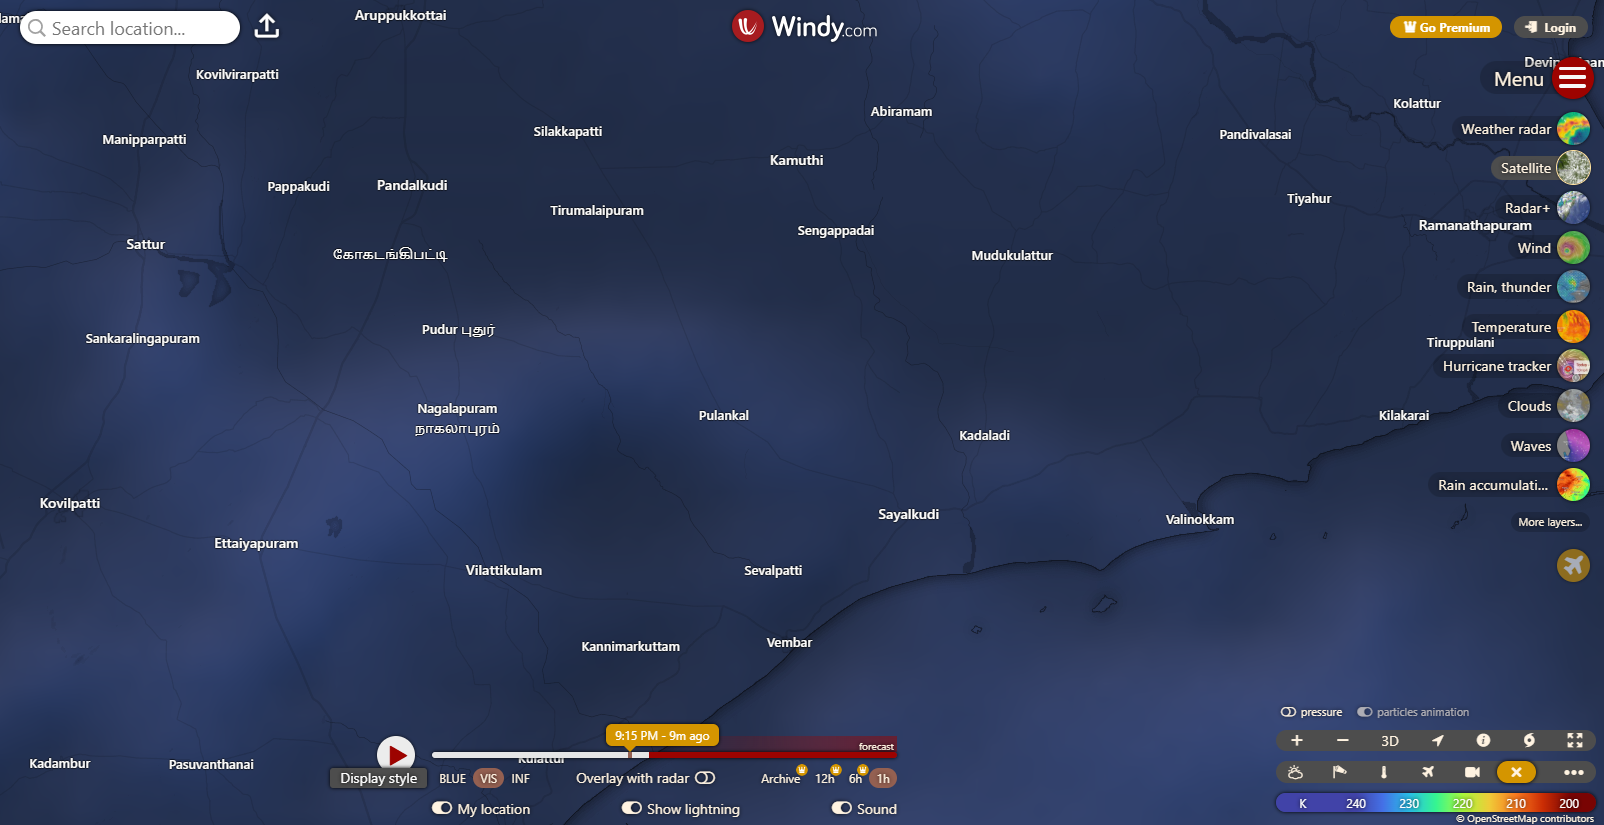 Search location...
Aruppukkottai
Windy.com
Go Premium
Login
Kovilvirarpatti
Menu
Kolattur
Abiramam
Manipparpatti
Silakkapatti
Pandivalasai
Weather radar
Kamuthi
Satellite
Pappakudi
Pandalkudi
Tirumalaipuram
Tiyahur
Radar+
Sengappadai
Ramanathapuram
Sattur
கோகடங்கிபட்டி
Mudukulattur
Wind
Rain, thunder
Pudur புதுர்
Temperature
Sankaralingapuram
Tiruppulani
Hurricane tracker
Nagalapuram
நாகலாபுரம்
Pulankal
Clouds
Kilakarai
Kadaladi
Waves
Rain accumulati...
Kovilpatti
Sayalkudi
Valinokkam
More layers...
Ettaiyapuram
Vilattikulam
Sevalpatti
Kannimarkuttam
Vembar
pressure
particles animation
9:15 PM - 9m ago
forecast
3D
Kadambur
Pasuvanthanai
Display style
BLUE
VIS
INF
Overlay with radar
Archive
12h
6h
1h
My location
Show lightning
Sound
K 240 230 220 210 200
© OpenStreetMap contributors